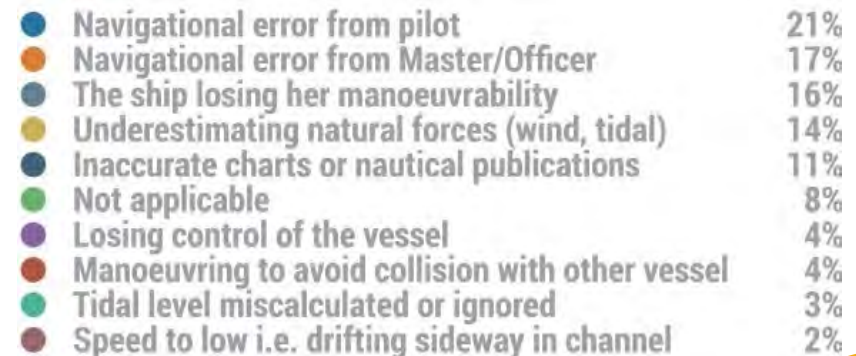 Navigational error from pilot 21%
Navigational error from Master/Officer 17%
The ship losing her manoeuvrability 16%
Underestimating natural forces (wind, tidal) 14%
Inaccurate charts or nautical publications 11%
Not applicable 8%
Losing control of the vessel 4%
Manoeuvring to avoid collision with other vessel 4%
Tidal level miscalculated or ignored 3%
Speed to low i.e. drifting sideway in channel 2%